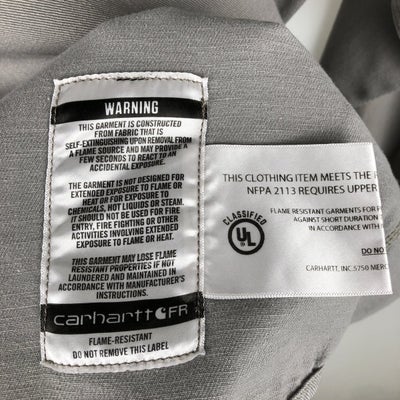 WARNING
THIS GARMENT IS CONSTRUCTED
FROM FABRIC THAT IS
SELF-EXTINGUISHING UPON REMOVAL FROM
A FLAME SOURCE AND MAY PROVIDE A
FEW SECONDS TO REACT TO AN
ACCIDENTAL EXPOSURE.
THE GARMENT IS NOT DESIGNED FOR
EXTENDED EXPOSURE TO FLAME OR
HEAT OR FOR EXPOSURE TO
CHEMICALS, HOT LIQUIDS OR STEAM.
IT SHOULD NOT BE USED FOR FIRE
ENTRY, FIRE FIGHTING OR OTHER
ACTIVITIES INVOLVING EXTENDED
EXPOSURE TO FLAME OR HEAT.
THIS GARMENT MAY LOSE FLAME
RESISTANT PROPERTIES IF NOT
LAUNDERED AND MAINTAINED IN
ACCORDANCE WITH MANUFACTURER'S
INSTRUCTIONS.
carhartt FR
FLAME-RESISTANT
DO NOT REMOVE THIS LABEL
THIS CLOTHING ITEM MEETS THE
NFPA 2113 REQUIRES UPPER
CLASSIFIED
UL
FLAME RESISTANT GARMENTS FOR
AGAINST SHORT DURATION
IN ACCORDANCE WITH
DO NO
CARHARTT, INC. 5750 MERC